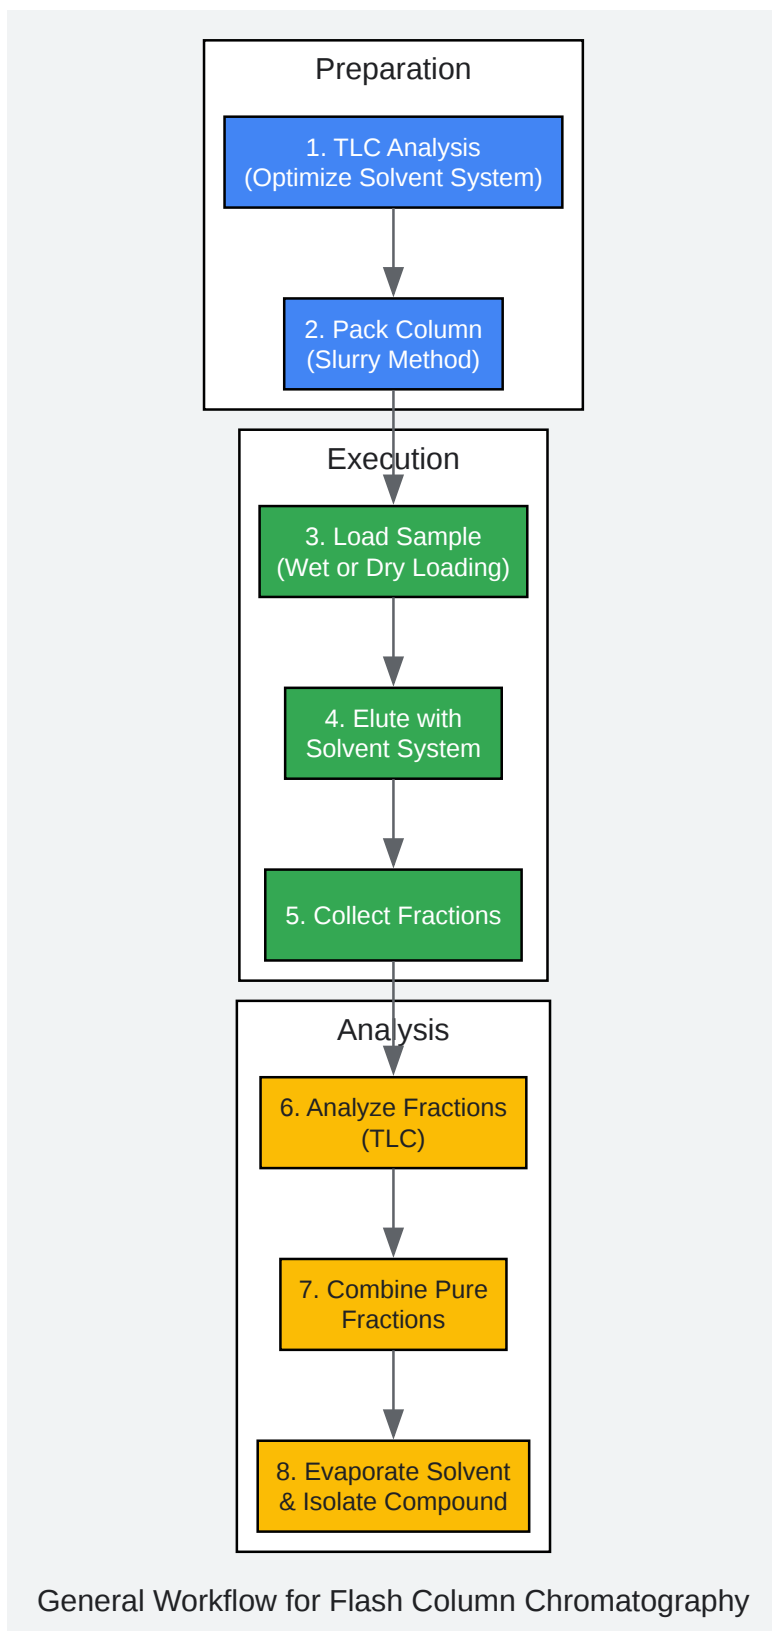 Preparation
1. TLC Analysis
(Optimize Solvent System)
2. Pack Column
(Slurry Method)
Execution
3. Load Sample
(Wet or Dry Loading)
4. Elute with
Solvent System
5. Collect Fractions
Analysis
6. Analyze Fractions
(TLC)
7. Combine Pure
Fractions
8. Evaporate Solvent
& Isolate Compound
General Workflow for Flash Column Chromatography